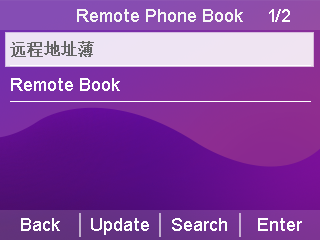 Remote Phone Book 1/2
远程地址薄
Remote Book
Back Update Search Enter